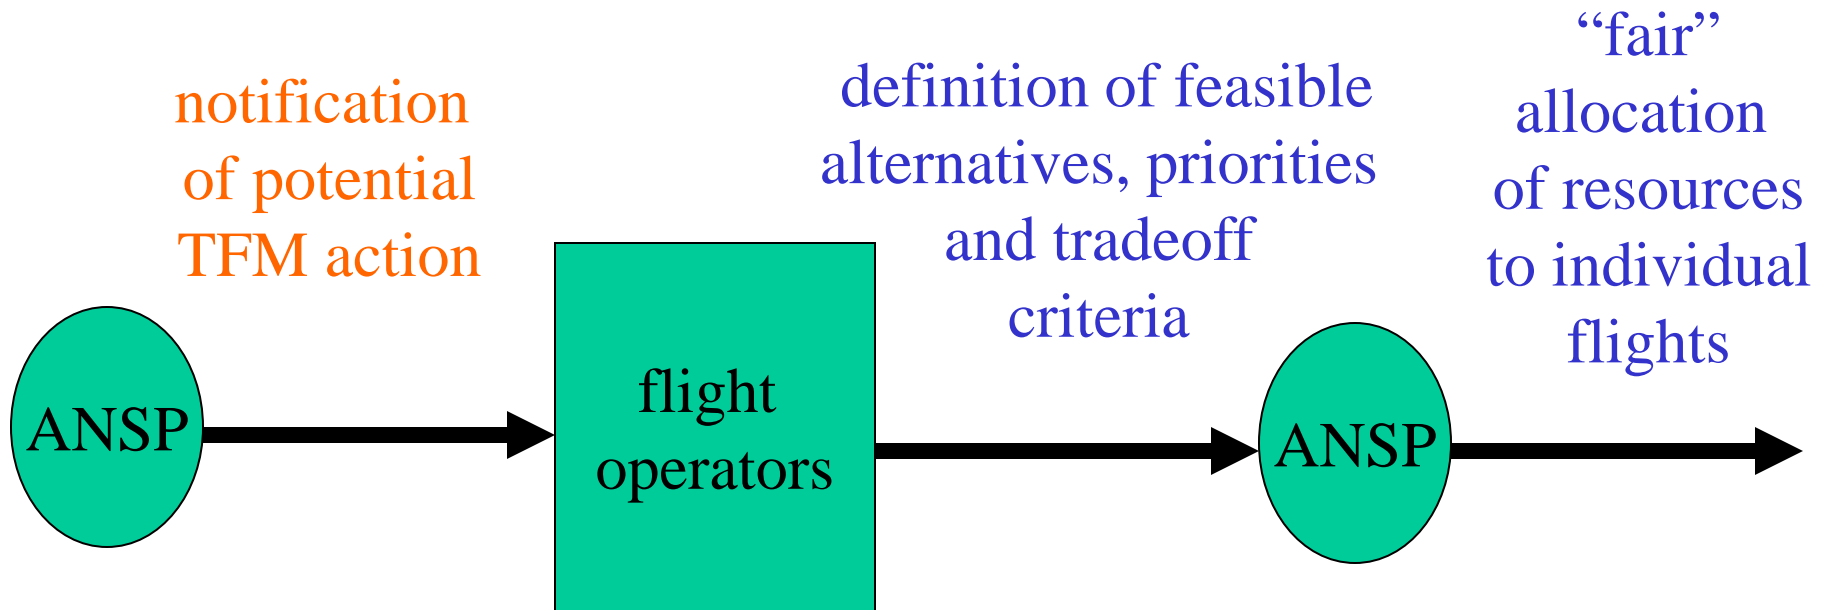 notification
of potential
TFM action
ANSP
flight
operators
definition of feasible
alternatives, priorities
and tradeoff
criteria
ANSP
“fair”
allocation
of resources
to individual
flights